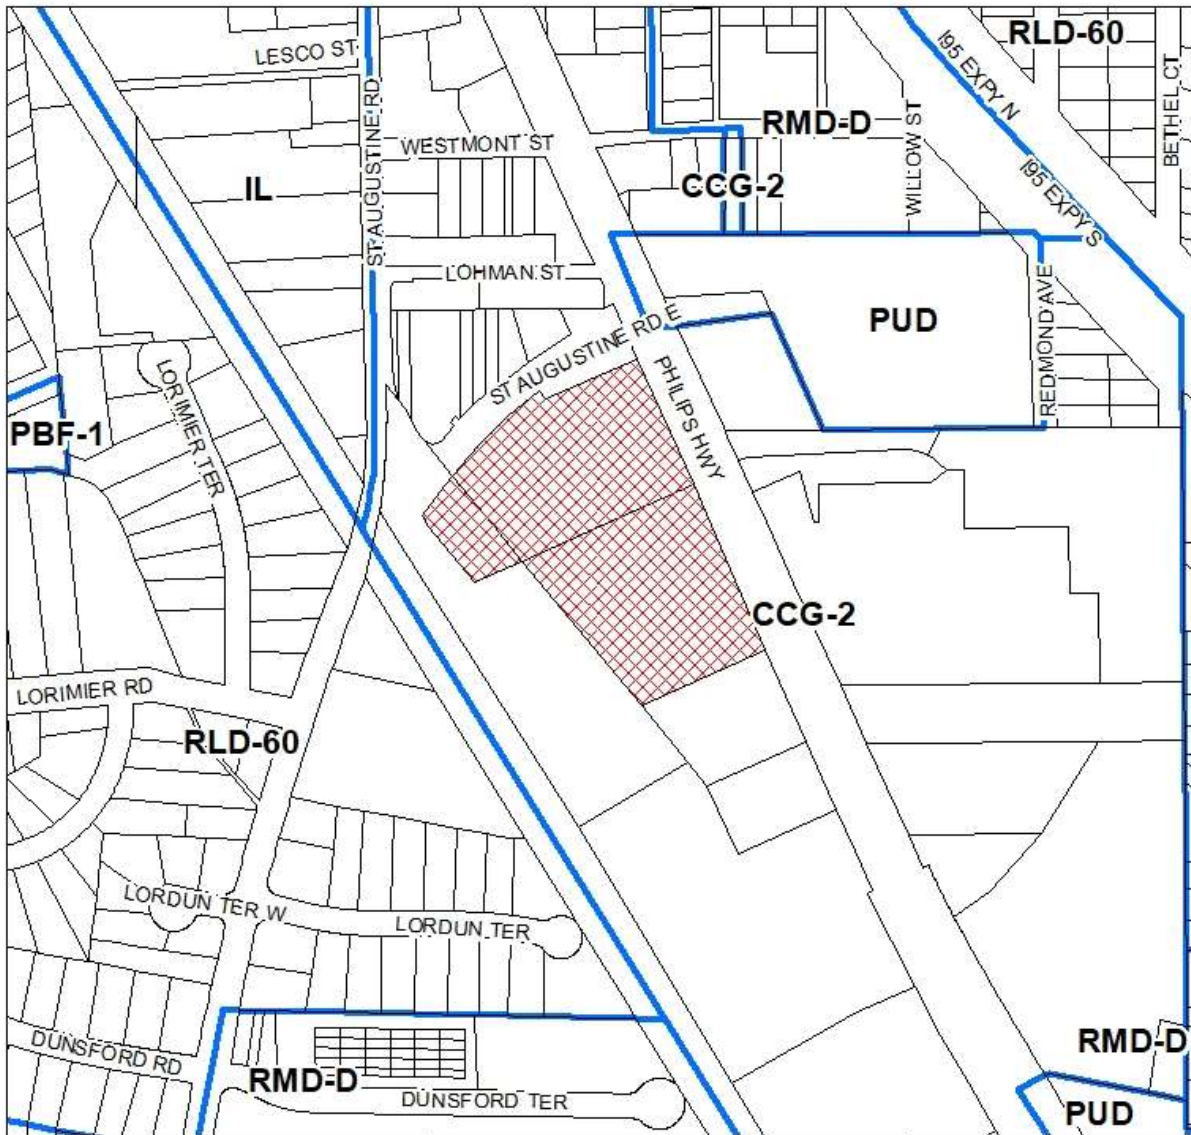 RLD-60
LESCO ST
I95 EXPY N
BETHEL CT
ST AUGUSTINE RD
RMD-D
WESTMONT ST
WILLOW ST
IL
CCG-2
I95 EXPY S
LOHMAN ST
PUD
REDMOND AVE
ST AUGUSTINE RD E
PHILIPS HWY
LORIMIER TER
PBF-1
CCG-2
LORIMIER RD
RLD-60
LORDUN TER W
LORDUN TER
DUNSFORD RD
RMD-D
RMD-D
DUNSFORD TER
PUD